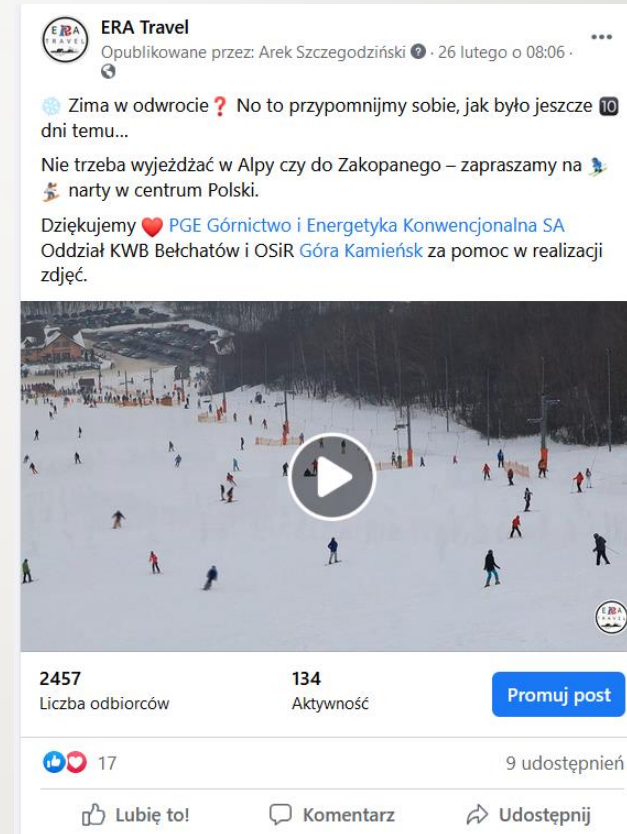 ERA Travel
Opublikowane przez: Arek Szczegodziński · 26 lutego o 08:06 ·
Zima w odwrocie❓ No to przypomnijmy sobie, jak było jeszcze 🔟
dni temu...
Nie trzeba wyjeżdżać w Alpy czy do Zakopanego – zapraszamy na
narty w centrum Polski.
Dziękujemy ❤️ PGE Górnictwo i Energetyka Konwencjonalna SA
Oddział KWB Bełchatów i OSiR Góra Kamieńsk za pomoc w realizacji
zdjęć.
ERA
TRAVEL
2457 134
Liczba odbiorców Aktywność Promuj post
17 9 udostępnień
Lubię to! Komentarz Udostępnij